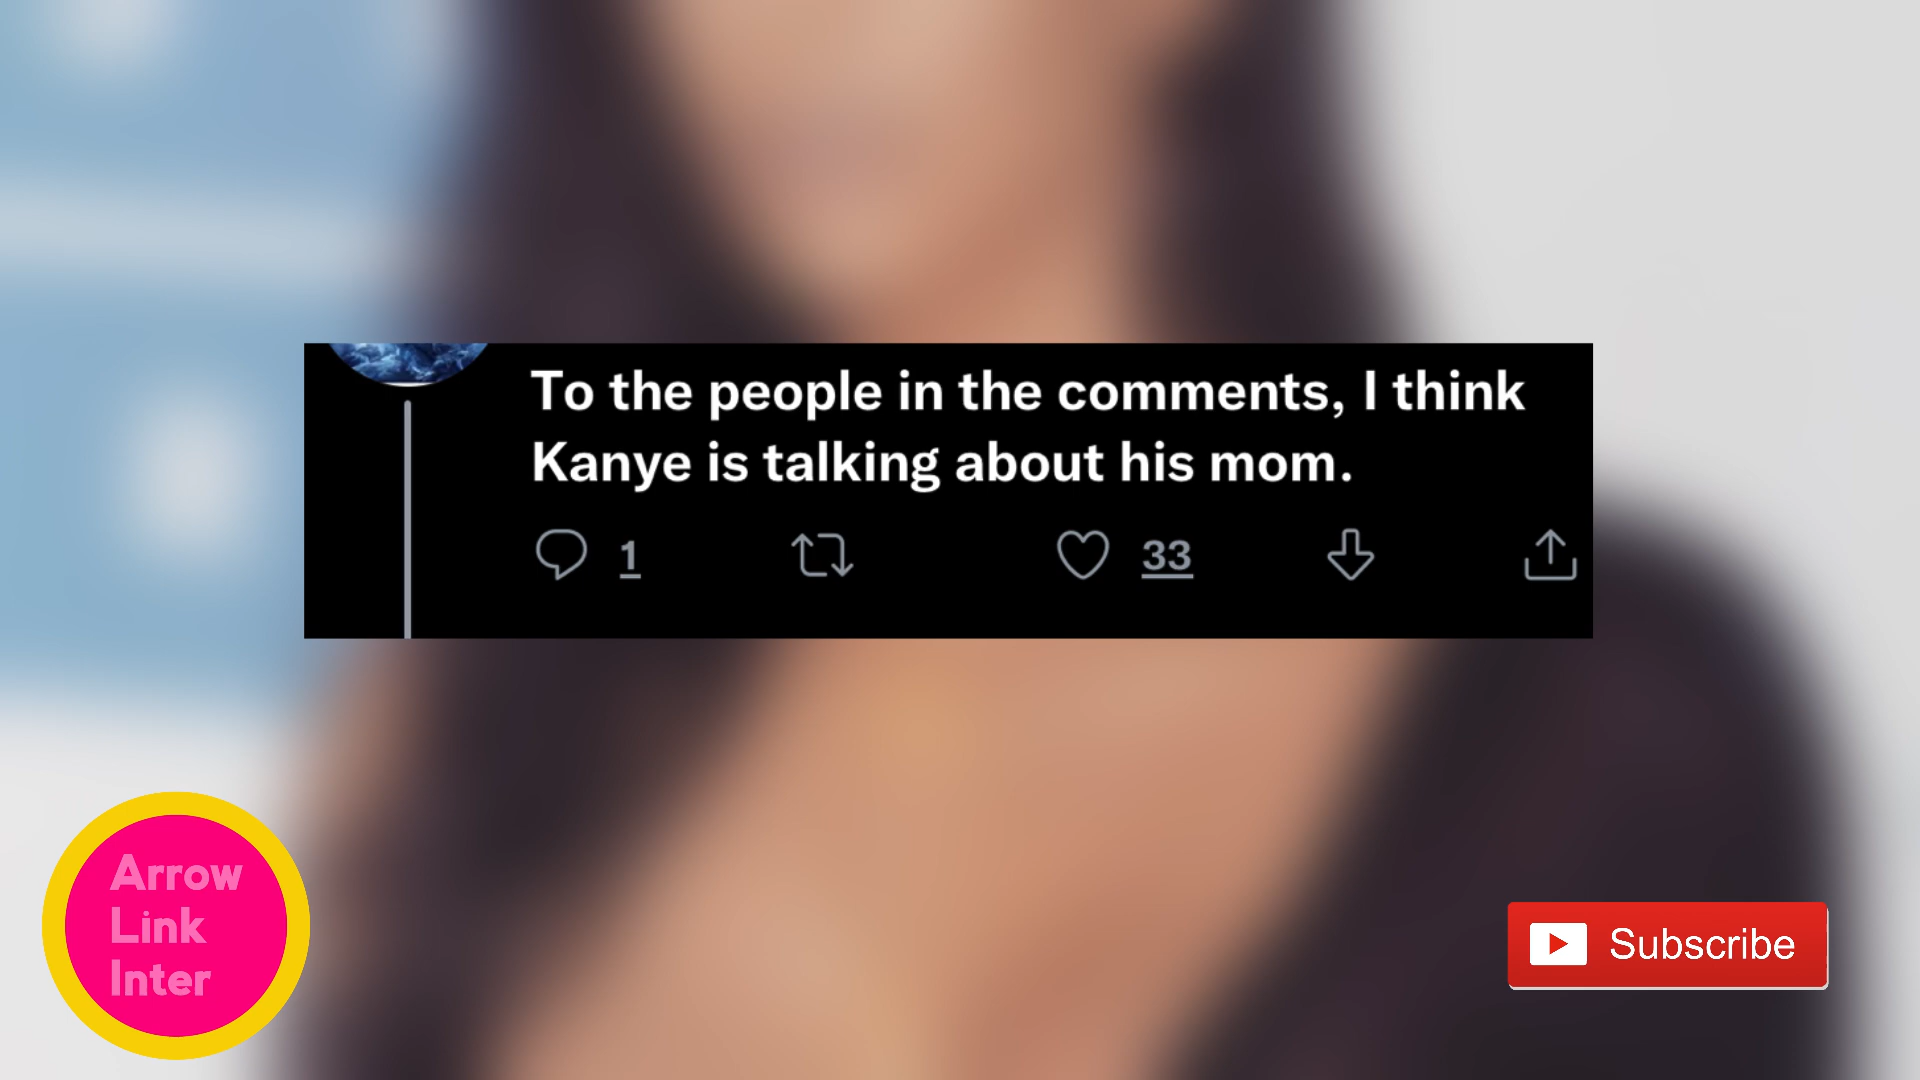 To the people in the comments, I think
Kanye is talking about his mom.
1
33
Arrow
Link
Inter
Subscribe